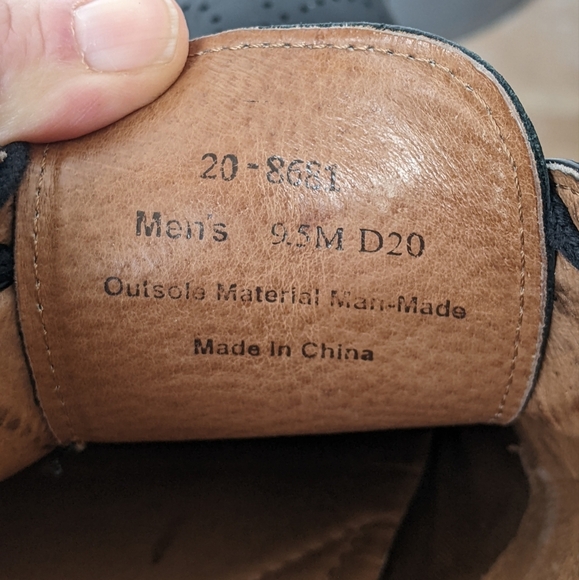 20-8681
Men's 9.5M D20
Outsole Material Man-Made
Made In China